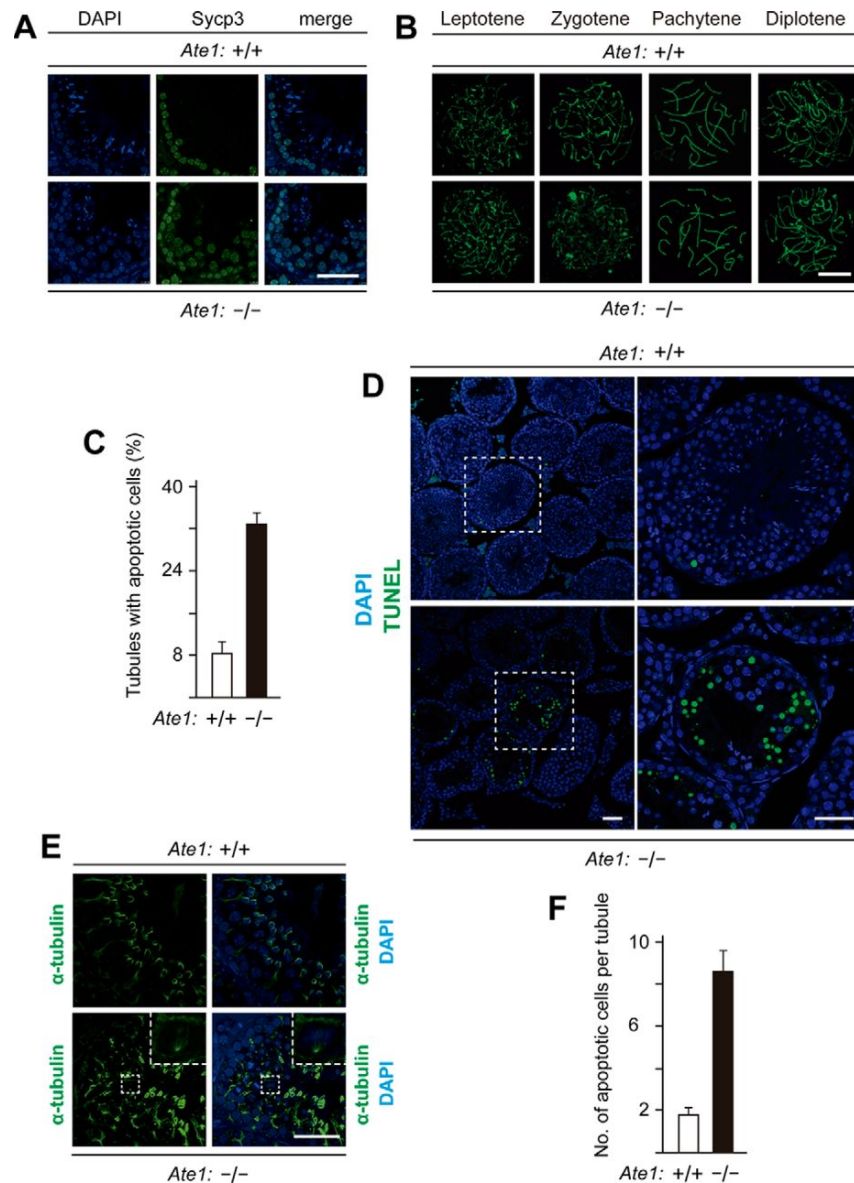 A
DAPI Sycp3 merge
Ate1: +/+
Ate1: −/−
B
Leptotene Zygotene Pachytene Diplotene
Ate1: +/+
Ate1: −/−
C
Tubules with apoptotic cells (%)
40
24
8
Ate1: +/+ −/−
D
Ate1: +/+
DAPI
TUNEL
Ate1: −/−
E
Ate1: +/+
α-tubulin
α-tubulin
DAPI
α-tubulin
α-tubulin
DAPI
Ate1: −/−
F
No. of apoptotic cells per tubule
10
6
2
Ate1: +/+ −/−